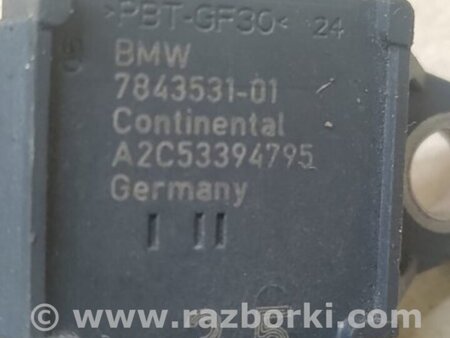 >PBT-GF30< 24
BMW
7843531-01
Continental
A2C53394795
Germany
www.razborki.com